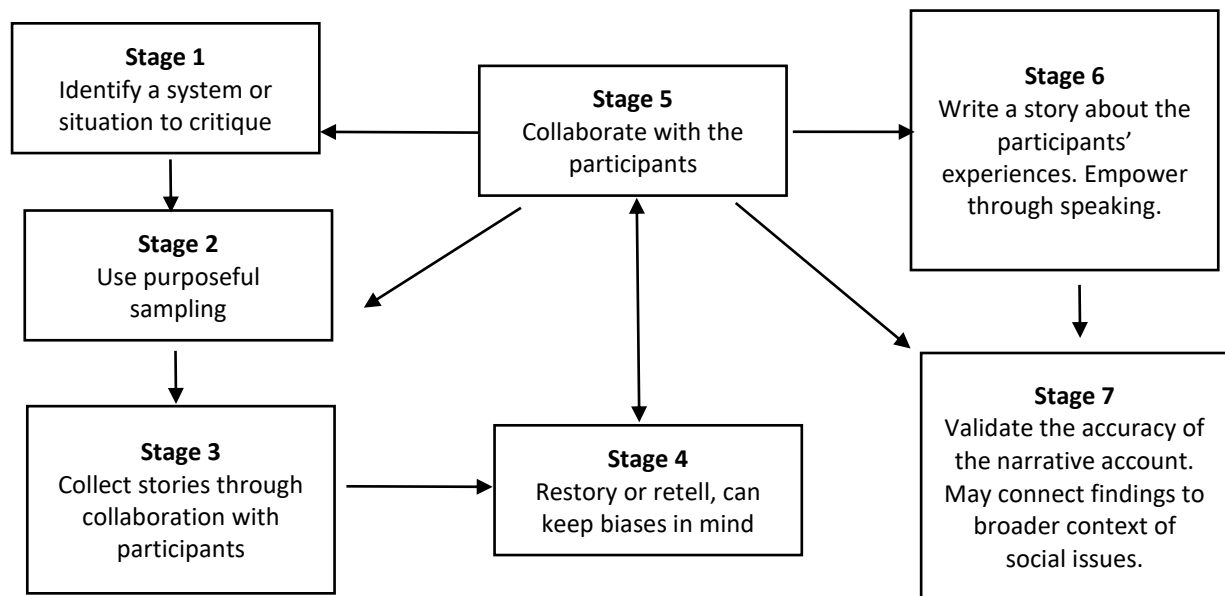 Stage 1
Identify a system or
situation to critique
Stage 2
Use purposeful
sampling
Stage 3
Collect stories through
collaboration with
participants
Stage 4
Restory or retell, can
keep biases in mind
Stage 5
Collaborate with the
participants
Stage 6
Write a story about the
participants’
experiences. Empower
through speaking.
Stage 7
Validate the accuracy of
the narrative account.
May connect findings to
broader context of
social issues.